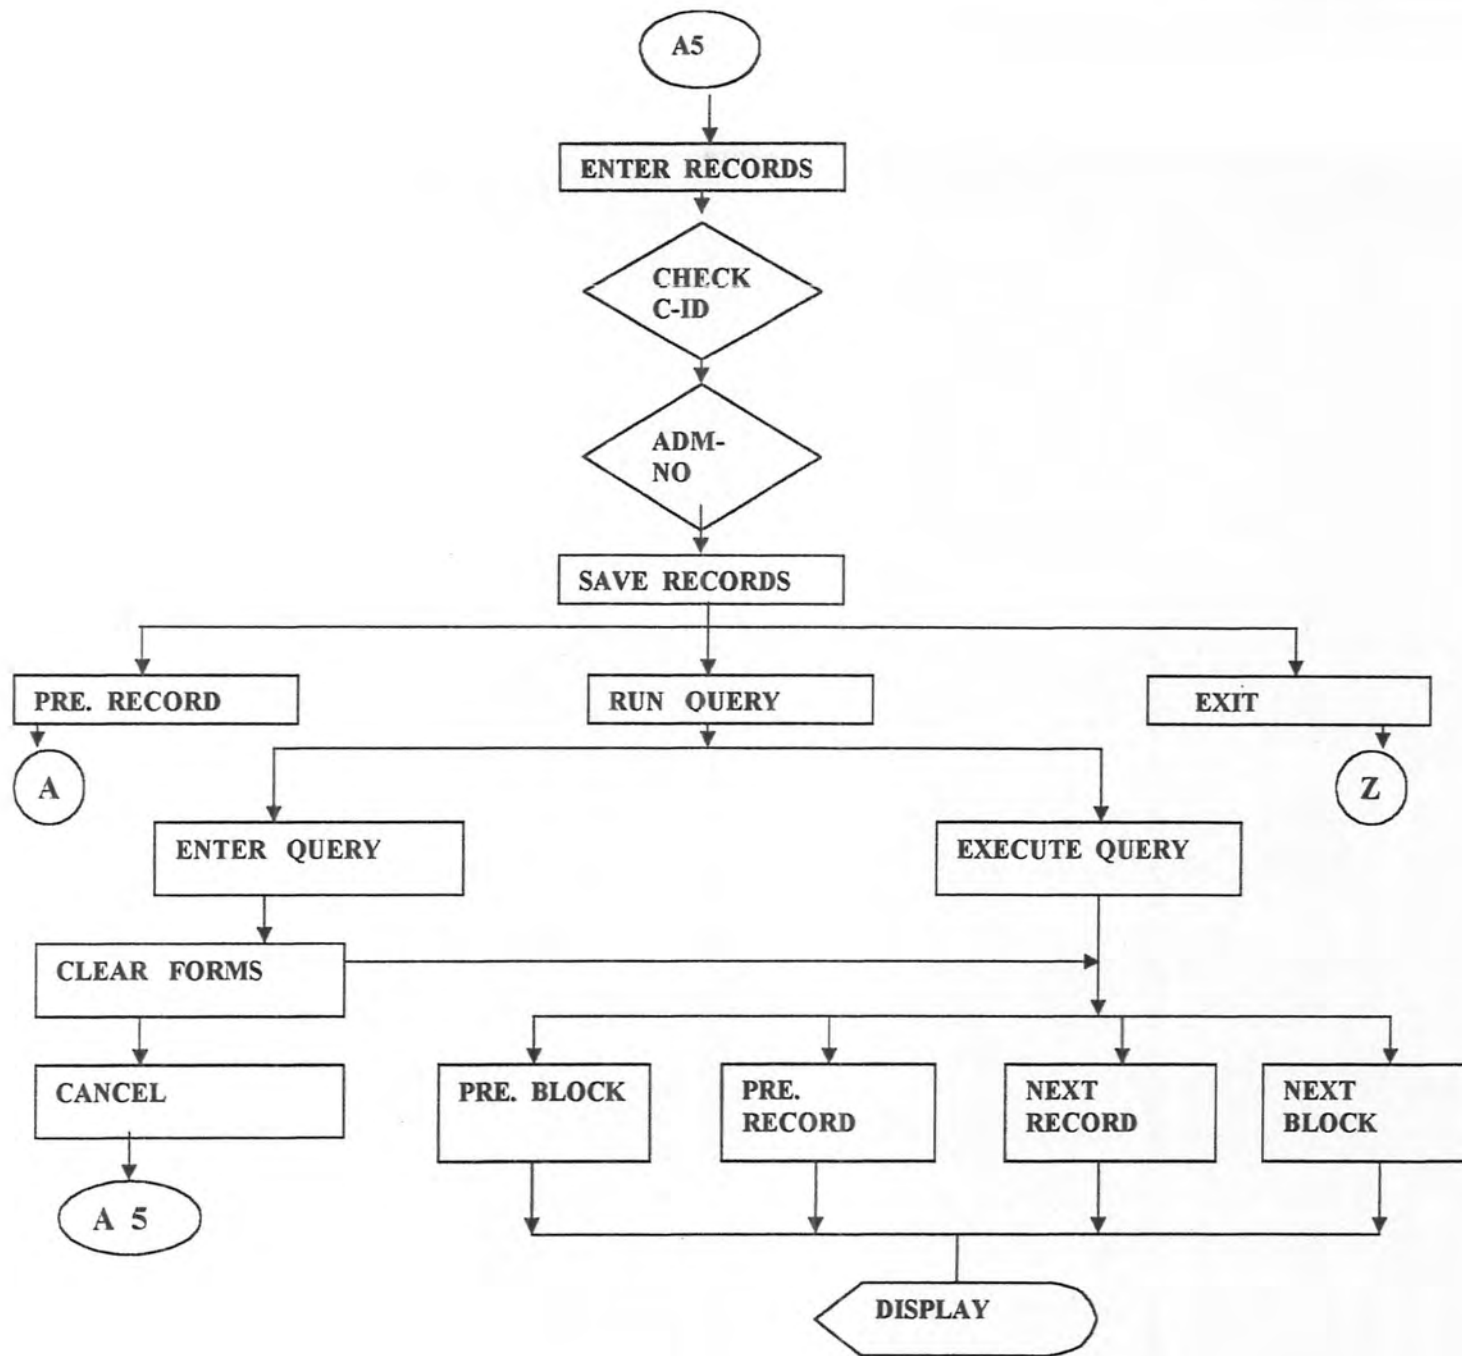 A5
ENTER RECORDS
CHECK
C-ID
ADM-
NO
SAVE RECORDS
PRE. RECORD
RUN QUERY
EXIT
A
Z
ENTER QUERY
EXECUTE QUERY
CLEAR FORMS
CANCEL
PRE. BLOCK
PRE.
RECORD
NEXT
RECORD
NEXT
BLOCK
A 5
DISPLAY